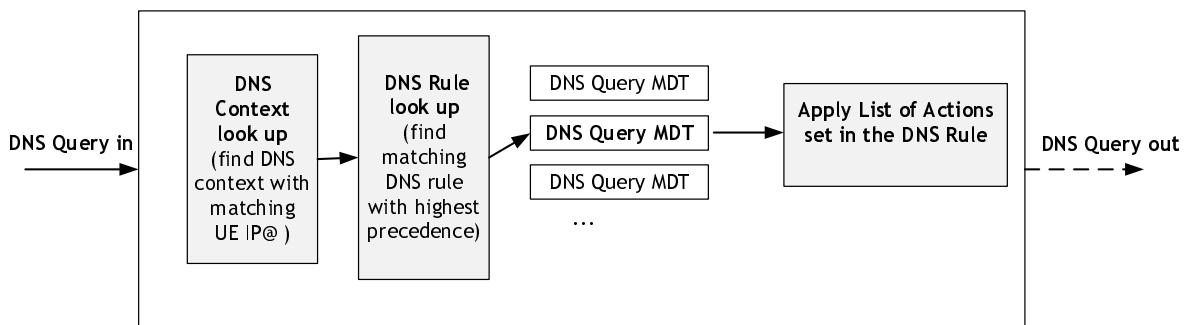 DNS Query in
DNS
Context
look up
(find DNS
context with
matching
UE IP@ )
DNS Rule
look up
(find
matching
DNS rule
with highest
precedence)
DNS Query MDT
DNS Query MDT
DNS Query MDT
...
Apply List of Actions
set in the DNS Rule
DNS Query out